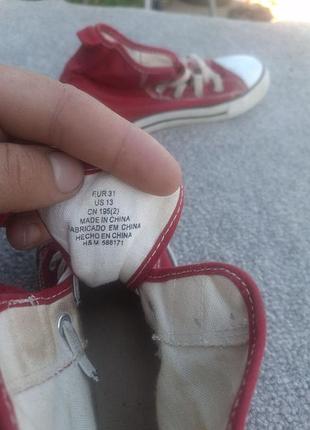 EUR 31
US 13
CN 195(2)
MADE IN CHINA
FABRICADO EM CHINA
HECHO EN CHINA
H&M 588171